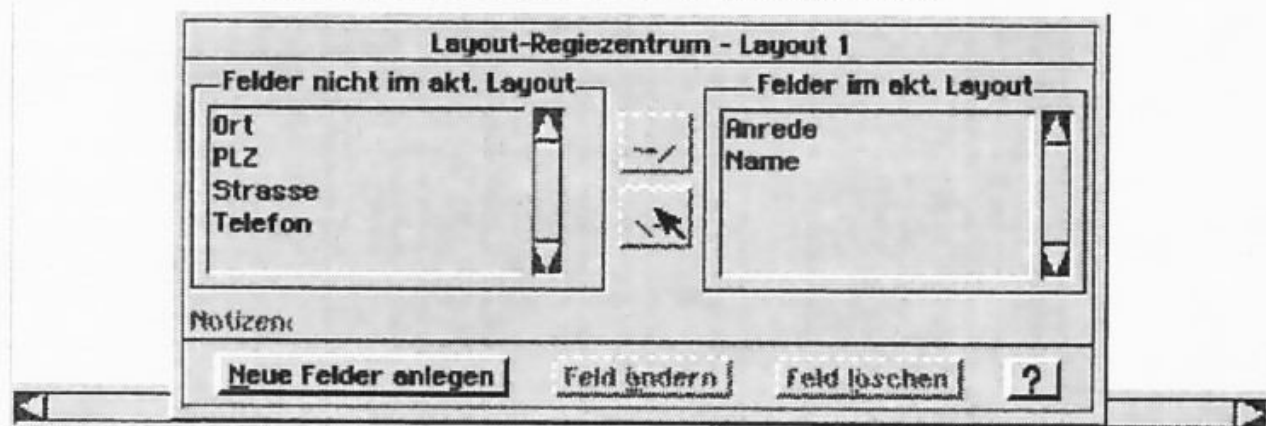 Layout-Regiezentrum - Layout 1
Felder nicht im akt. Layout
Ort
PLZ
Strasse
Telefon
Felder im akt. Layout
Anrede
Name
Notizen:
Neue Felder anlegen
Feld ändern
Feld löschen
?